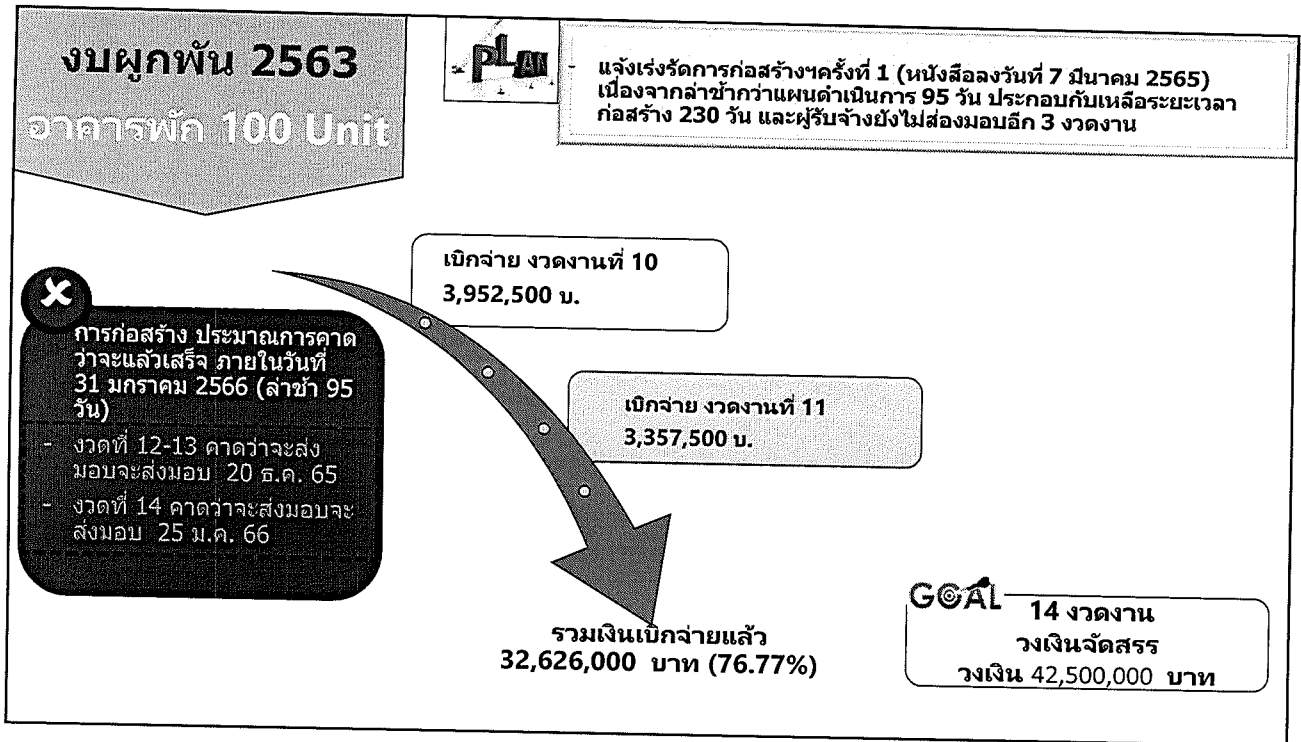 งบผูกพัน 2563
อาคารพัก 100 Unit
PLAN
- แจ้งเร่งรัดการก่อสร้างฯครั้งที่ 1 (หนังสือลงวันที่ 7 มีนาคม 2565)
เนื่องจากล่าช้ากว่าแผนดำเนินการ 95 วัน ประกอบกับเหลือระยะเวลา
ก่อสร้าง 230 วัน และผู้รับจ้างยังไม่ส่องมอบอีก 3 งวดงาน
เบิกจ่าย งวดงานที่ 10
3,952,500 บ.
การก่อสร้าง ประมาณการคาด
ว่าจะแล้วเสร็จ ภายในวันที่
31 มกราคม 2566 (ล่าช้า 95
วัน)
- งวดที่ 12-13 คาดว่าจะส่ง
มอบจะส่งมอบ 20 ธ.ค. 65
- งวดที่ 14 คาดว่าจะส่งมอบจะ
ส่งมอบ 25 ม.ค. 66
เบิกจ่าย งวดงานที่ 11
3,357,500 บ.
รวมเงินเบิกจ่ายแล้ว
32,626,000 บาท (76.77%)
GOAL
14 งวดงาน
วงเงินจัดสรร
วงเงิน 42,500,000 บาท